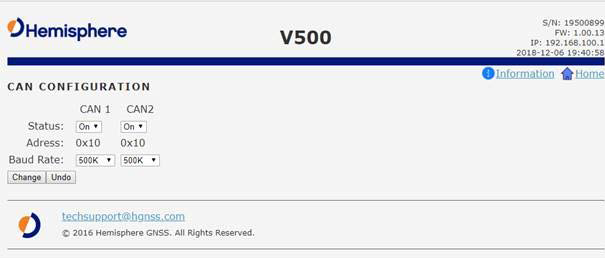 Hemisphere
V500
S/N: 19500899
FW: 1.00.13
IP: 192.168.100.1
2018-12-06 19:40:58
Information Home
CAN CONFIGURATION
CAN 1 CAN2
Status: On On
Adress: 0x10 0x10
Baud Rate: 500K 500K
Change Undo
techsupport@hgnss.com
© 2016 Hemisphere GNSS. All Rights Reserved.